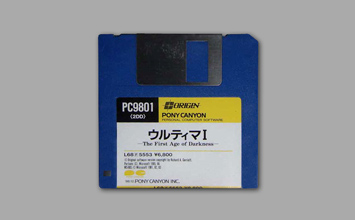 PC9801
(2DD)
ORIGIN
PONY CANYON
PERSONAL COMPUTER SOFTWARE
ウルティマI
—The First Age of Darkness—
PONY CANYON INC.